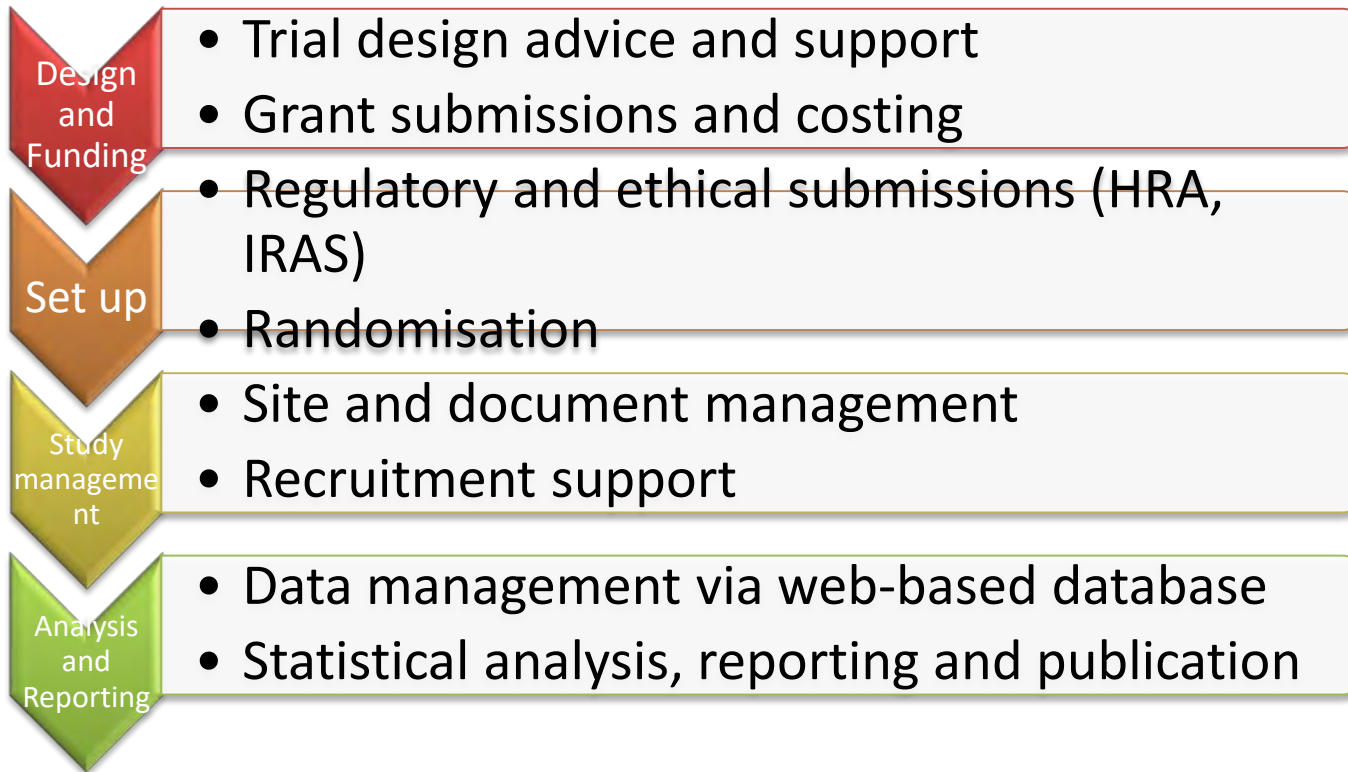 Design
and
Funding
• Trial design advice and support
• Grant submissions and costing
Set up
• Regulatory and ethical submissions (HRA,
IRAS)
• Randomisation
Study
manageme
nt
• Site and document management
• Recruitment support
Analysis
and
Reporting
• Data management via web-based database
• Statistical analysis, reporting and publication